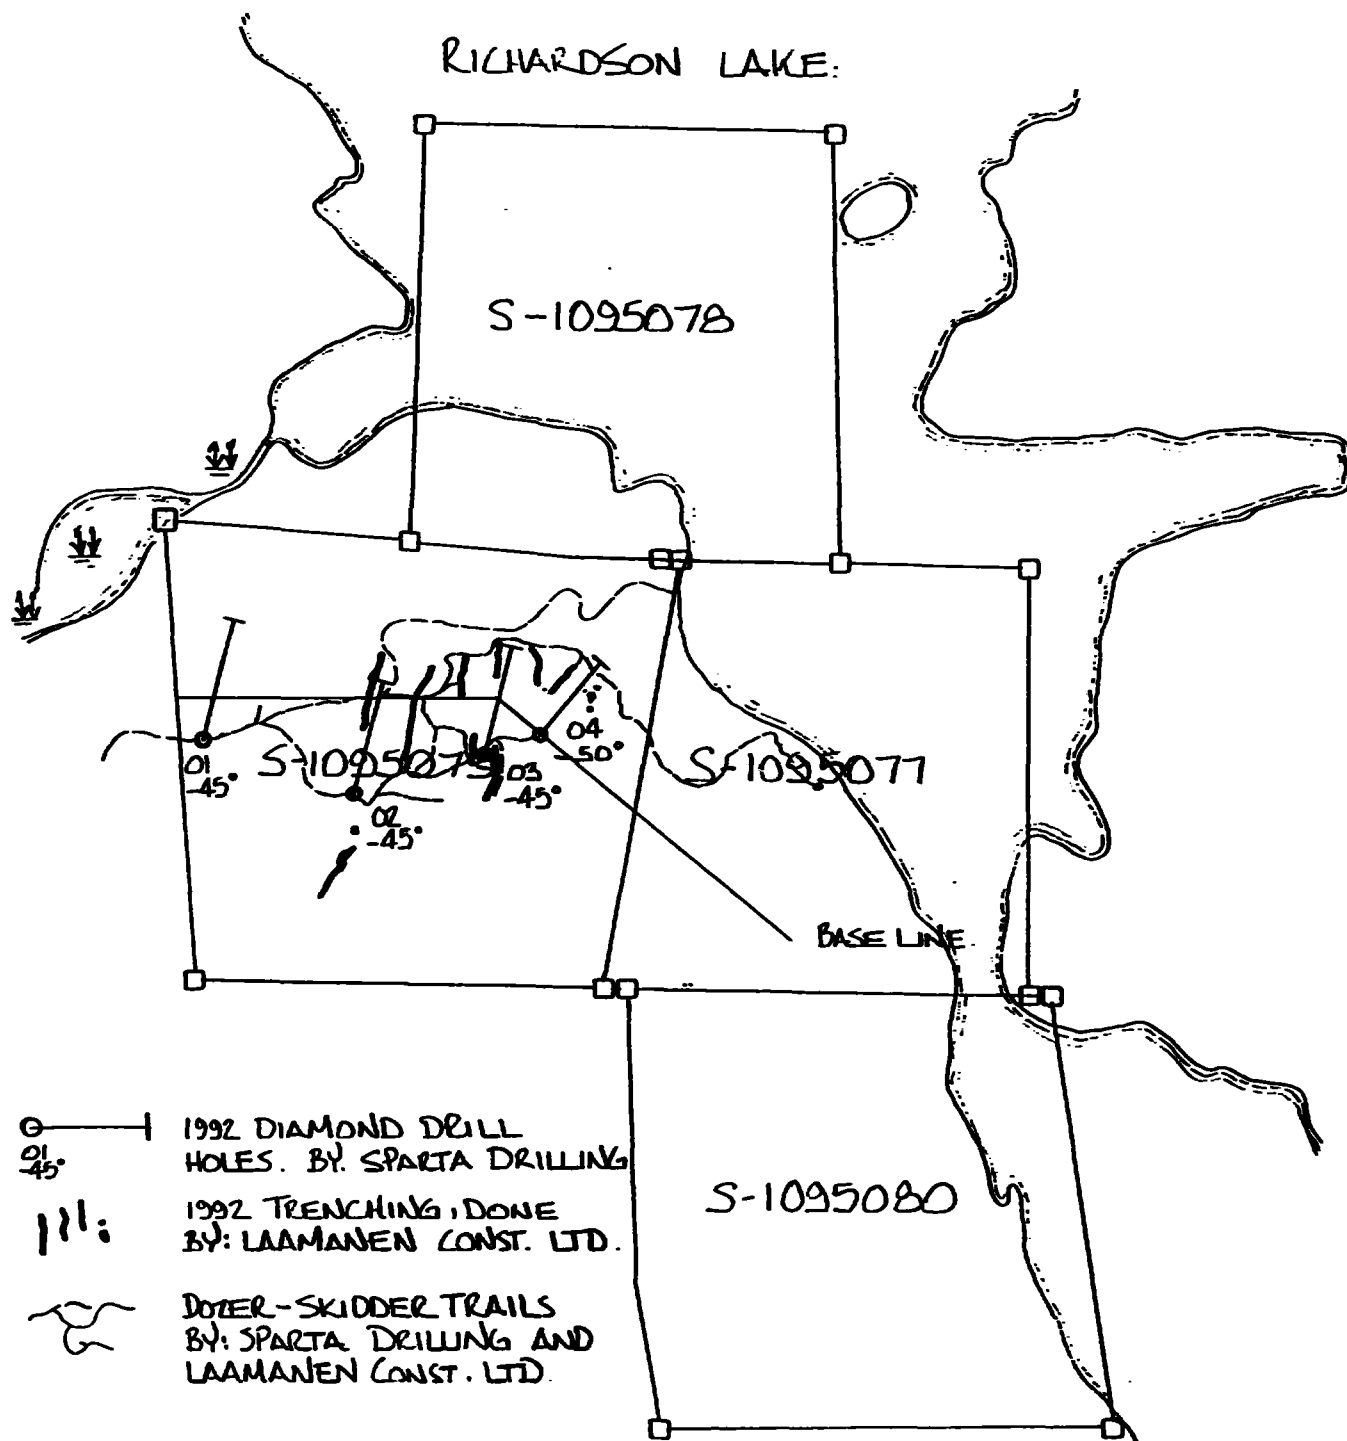 RICHARDSON LAKE:
S-1095078
01
-45°
S-1095079
02
-45°
03
-45°
04
-50°
S-1095077
BASE LINE
01
-45°
1992 DIAMOND DRILL
HOLES. BY. SPARTA DRILLING
1992 TRENCHING, DONE
BY: LAAMANEN CONST. LTD.
DOZER-SKIDDER TRAILS
BY: SPARTA DRILLING AND
LAAMANEN CONST. LTD.
S-1095080